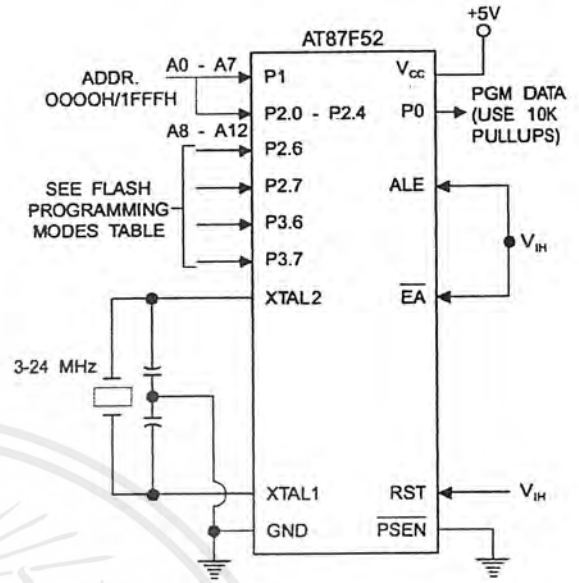 +5V
AT87F52
A0 - A7
ADDR.
OOOOH/1FFFH
P1
VCC
P2.0 - P2.4
P0
PGM DATA
(USE 10K
PULLUPS)
A8 - A12
P2.6
SEE FLASH
PROGRAMMING
MODES TABLE
P2.7
ALE
P3.6
VIH
P3.7
XTAL2
EA
3-24 MHz
XTAL1
RST
VIH
GND
PSEN